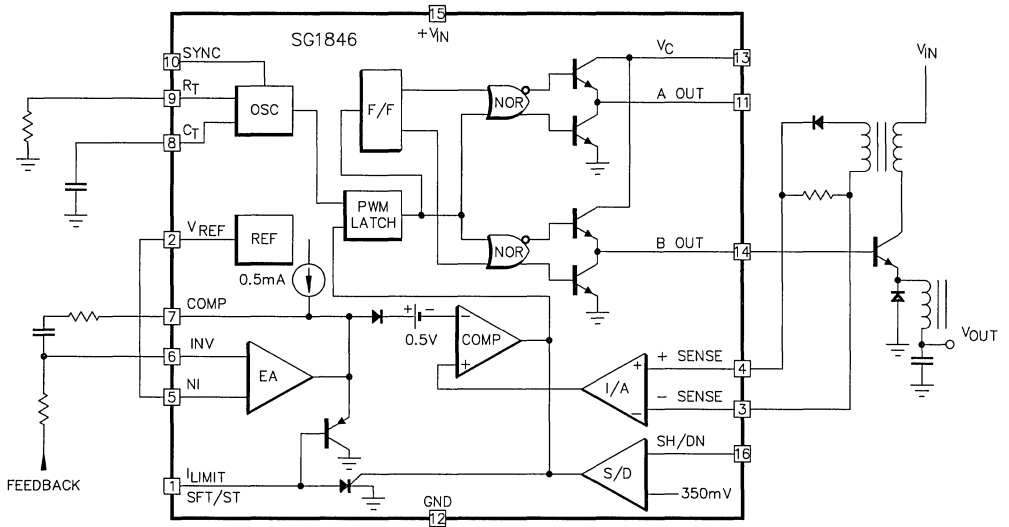 15
+VIN
SG1846
10 SYNC
9 RT
OSC
8 CT
F/F
NOR
VC 13
A OUT 11
VIN
PWM
LATCH
2 VREF
REF
0.5mA
NOR
B OUT 14
7 COMP
+ −
0.5V
−
COMP
+
VOUT
6 INV
EA
5 NI
+
I/A
−
+ SENSE 4
− SENSE 3
SH/DN 16
S/D
350mV
FEEDBACK
1 ILIMIT
SFT/ST
GND
12